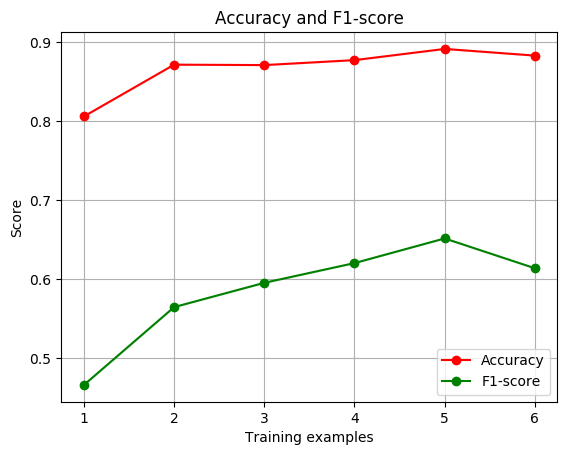 Accuracy and F1-score
0.9
0.8
0.7
0.6
0.5
Score
Accuracy
F1-score
1 2 3 4 5 6
Training examples